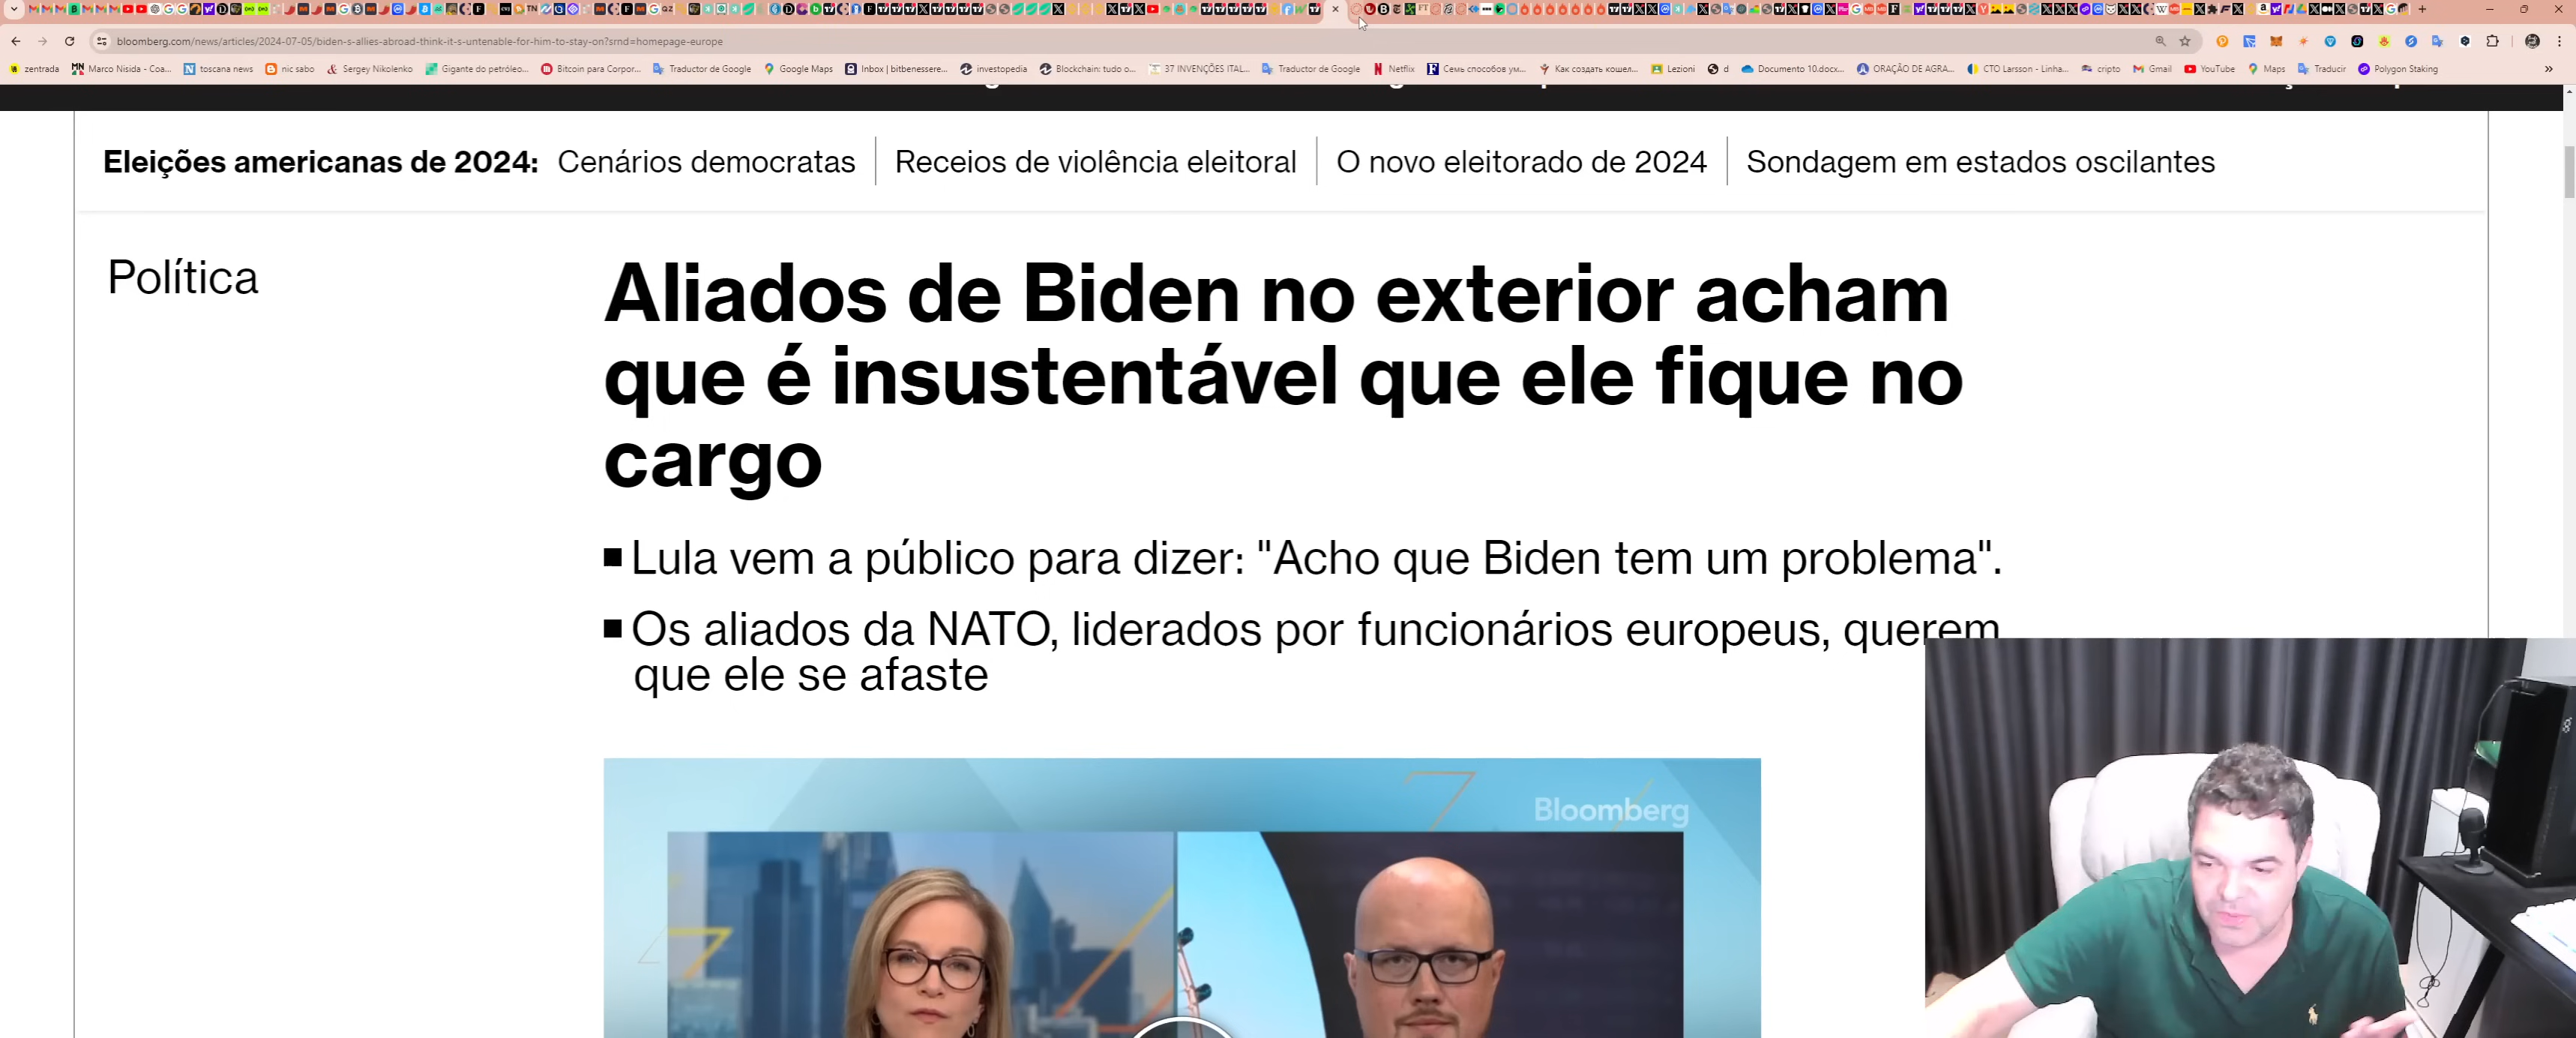 bloomberg.com/news/articles/2024-07-05/biden-s-allies-abroad-think-it-s-untenable-for-him-to-stay-on?srnd=homepage-europe
zentrada
Marco Nisida - Coa...
toscana news
nic sabo
Sergey Nikolenko
Gigante do petróleo...
Bitcoin para Corpor...
Traductor de Google
Google Maps
Inbox | bitbenessere...
investopedia
Blockchain: tudo o...
37 INVENÇÕES ITAL...
Traductor de Google
Netflix
Семь способов ум...
Как создать кошел...
Lezioni
d
Documento 10.docx...
ORAÇÃO DE AGRA...
CTO Larsson - Linha...
cripto
Gmail
YouTube
Maps
Traducir
Polygon Staking
Eleições americanas de 2024: Cenários democratas Receios de violência eleitoral O novo eleitorado de 2024 Sondagem em estados oscilantes
Política
Aliados de Biden no exterior acham
que é insustentável que ele fique no
cargo
Lula vem a público para dizer: "Acho que Biden tem um problema".
Os aliados da NATO, liderados por funcionários europeus, querem
que ele se afaste
Bloomberg